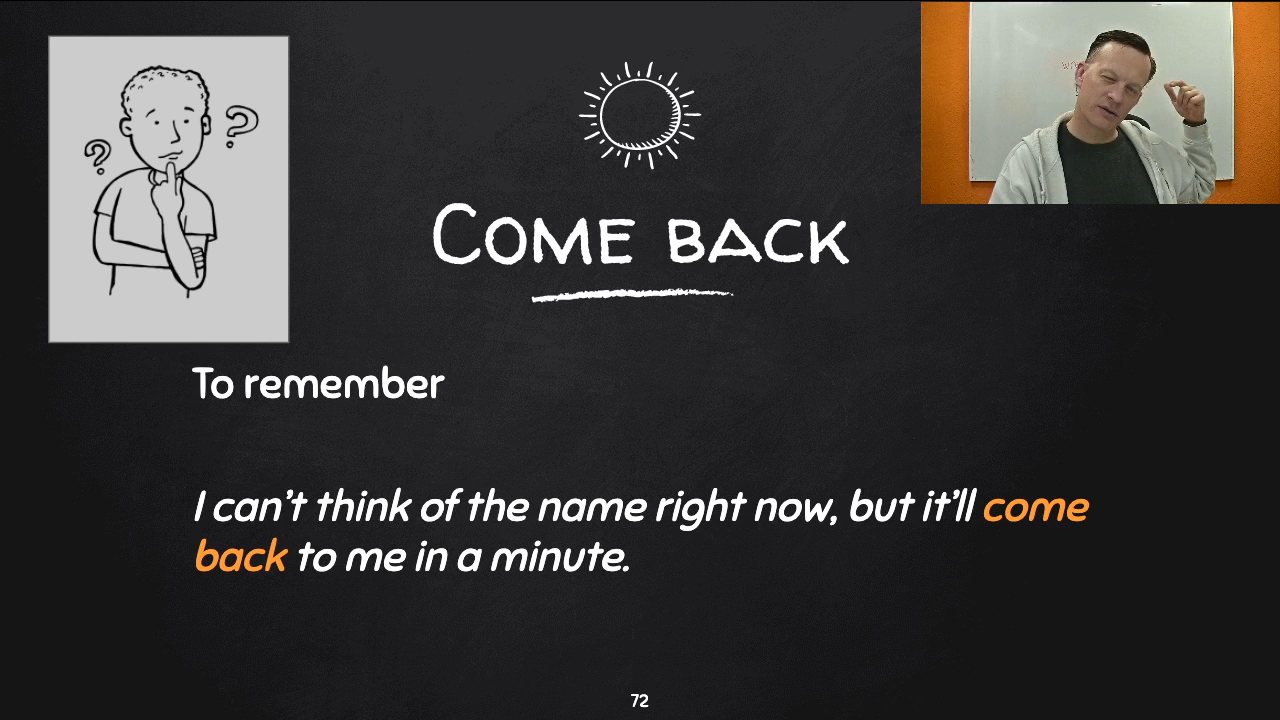 COME BACK
To remember
I can't think of the name right now, but it'll come
back to me in a minute.
72